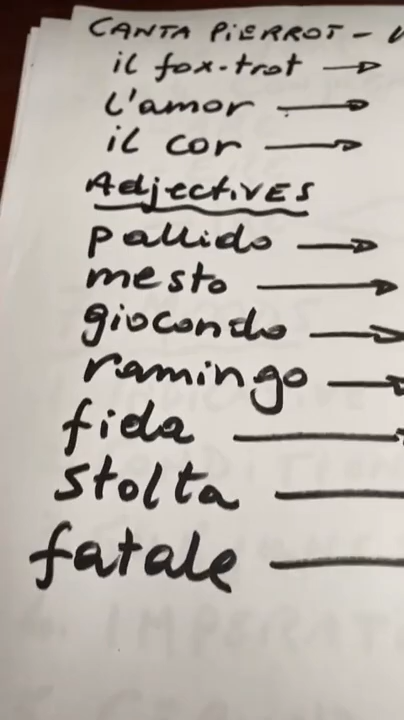 CANTA PiERROT -
il fox-trot →
l'amor →
il cor →
AdjectivES
pallido →
mesto →
giocondo →
ramingo →
fida →
stolta
fatale